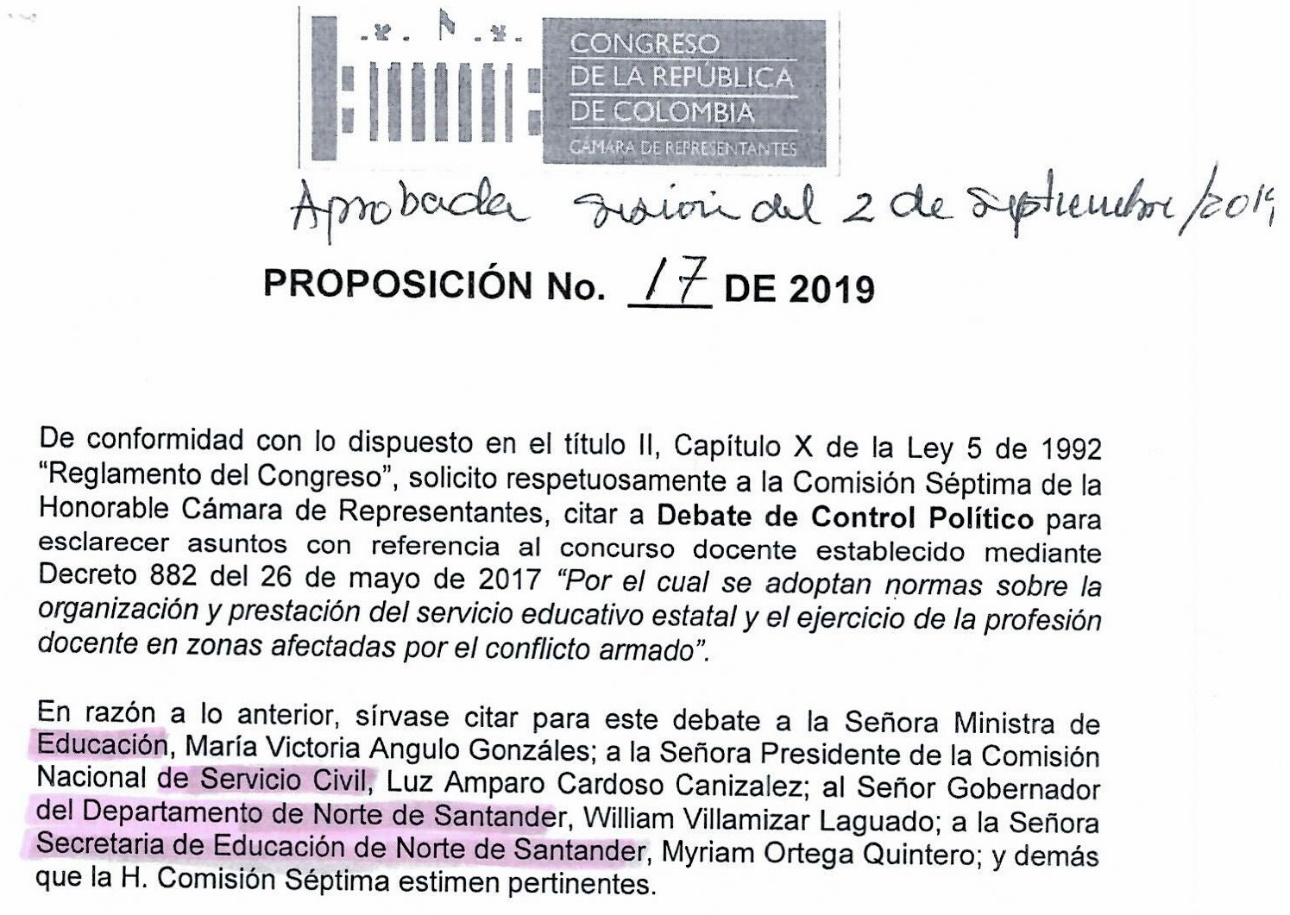 CONGRESO
DE LA REPÚBLICA
DE COLOMBIA
CÁMARA DE REPRESENTANTES
Aprobada sesión del 2 de septiembre/2019
PROPOSICIÓN No. 17 DE 2019
De conformidad con lo dispuesto en el título II, Capítulo X de la Ley 5 de 1992
“Reglamento del Congreso”, solicito respetuosamente a la Comisión Séptima de la
Honorable Cámara de Representantes, citar a Debate de Control Político para
esclarecer asuntos con referencia al concurso docente establecido mediante
Decreto 882 del 26 de mayo de 2017 “Por el cual se adoptan normas sobre la
organización y prestación del servicio educativo estatal y el ejercicio de la profesión
docente en zonas afectadas por el conflicto armado”.
En razón a lo anterior, sírvase citar para este debate a la Señora Ministra de
Educación, María Victoria Angulo Gonzáles; a la Señora Presidente de la Comisión
Nacional de Servicio Civil, Luz Amparo Cardoso Canizalez; al Señor Gobernador
del Departamento de Norte de Santander, William Villamizar Laguado; a la Señora
Secretaria de Educación de Norte de Santander, Myriam Ortega Quintero; y demás
que la H. Comisión Séptima estimen pertinentes.